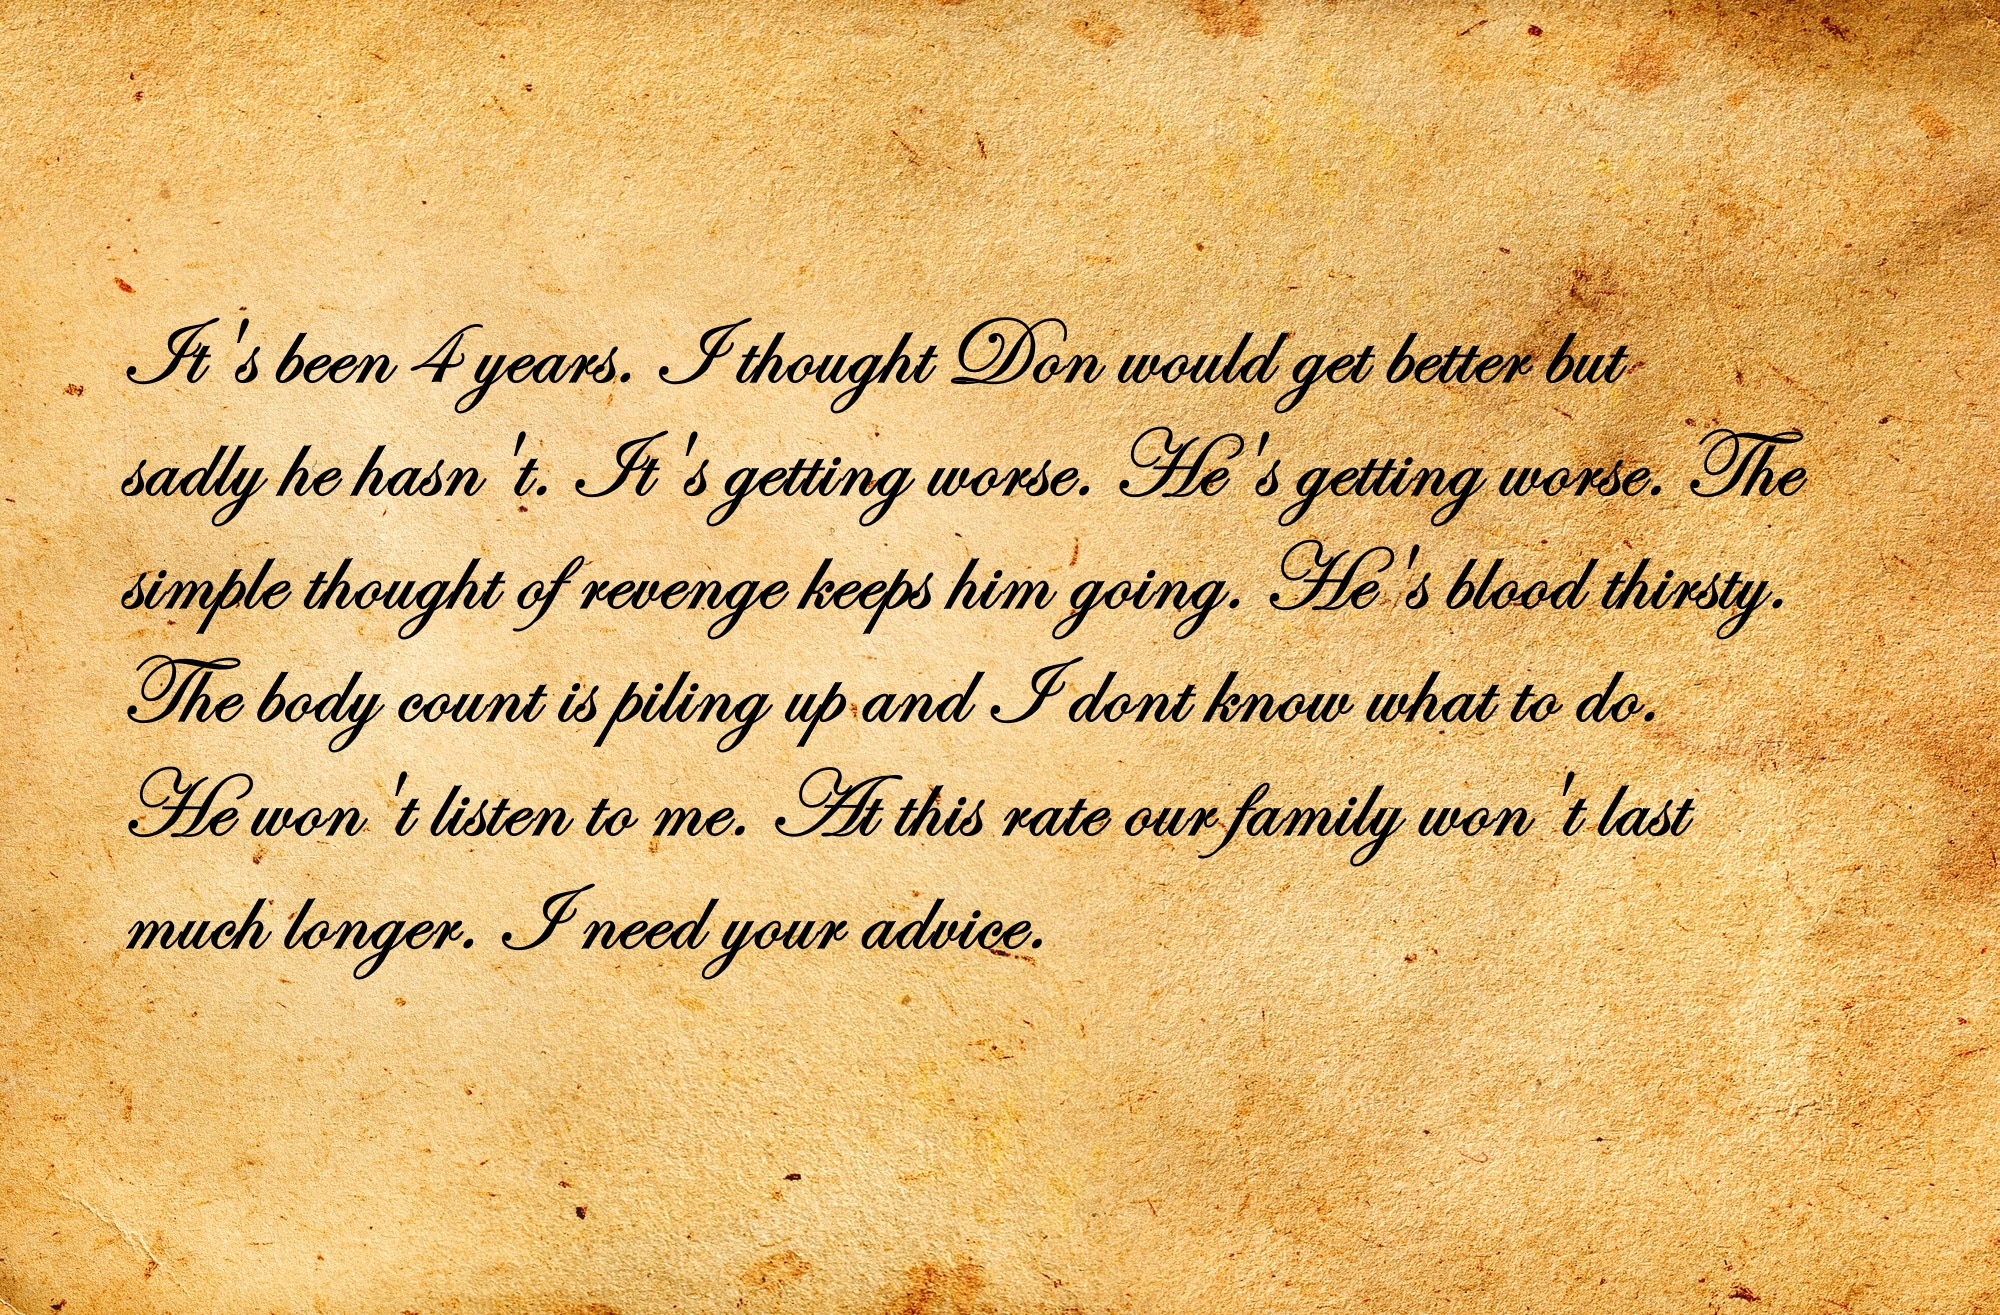 It's been 4 years. I thought Don would get better but
sadly he hasn't. It's getting worse. He's getting worse. The
simple thought of revenge keeps him going. He's blood thirsty.
The body count is piling up and I dont know what to do.
He won't listen to me. At this rate our family won't last
much longer. I need your advice.